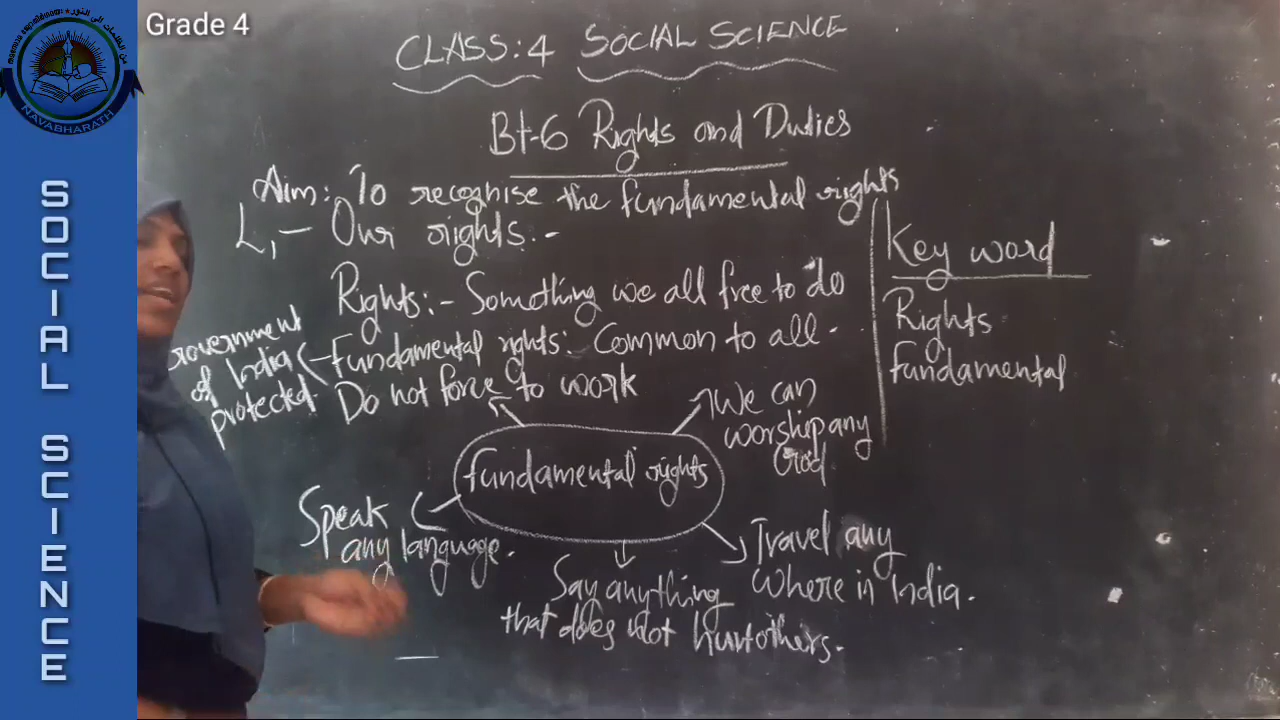 Grade 4
NAVABHARATH
SOCIAL SCIENCE
CLASS:4 SOCIAL SCIENCE
Bt-6 Rights and Duties
Aim: To recognise the fundamental rights
L1 - Our rights:-
Rights:- Something we all free to do
Government of India protected
Fundamental rights: Common to all.
Do not force to work
We can
worship any
God
fundamental rights
Speak
any language.
Say anything
that does not hurt others.
Travel any
where in India.
Key word
Rights
Fundamental